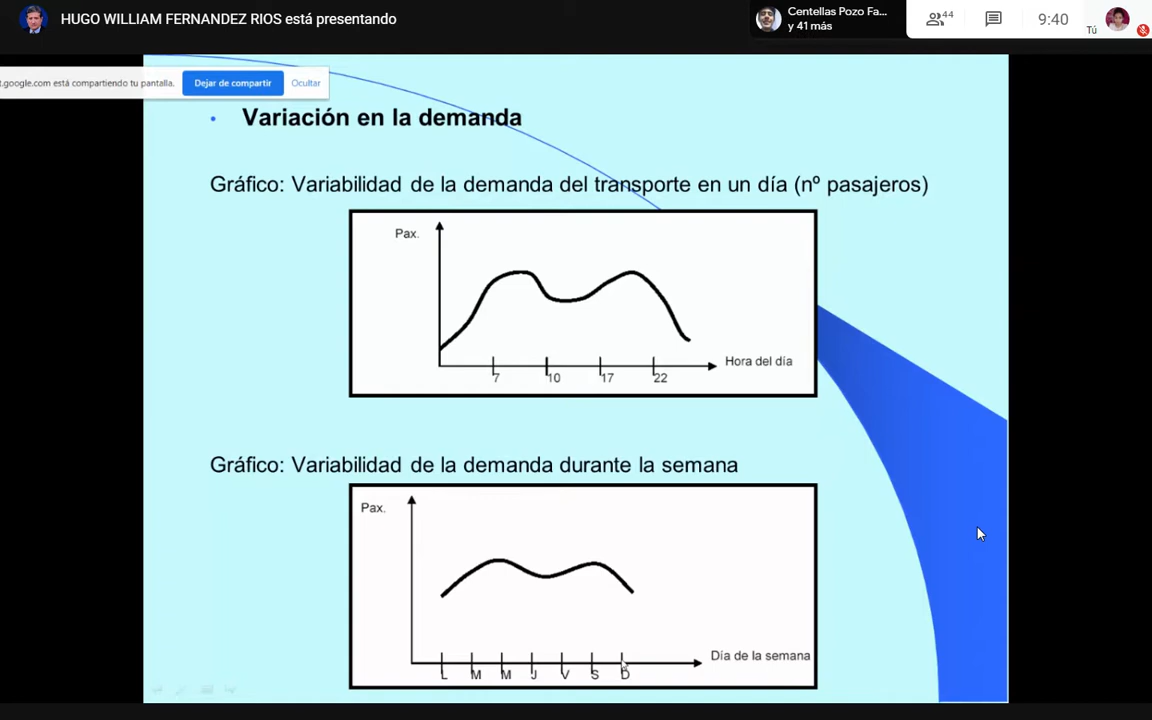 HUGO WILLIAM FERNANDEZ RIOS está presentando
Centellas Pozo Fa...
y 41 más
44
9:40
Tú
t.google.com está compartiendo tu pantalla.
Dejar de compartir
Ocultar
• Variación en la demanda
Gráfico: Variabilidad de la demanda del transporte en un día (nº pasajeros)
Pax.
Hora del día
7 10 17 22
Gráfico: Variabilidad de la demanda durante la semana
Pax.
Día de la semana
L M M J V S D